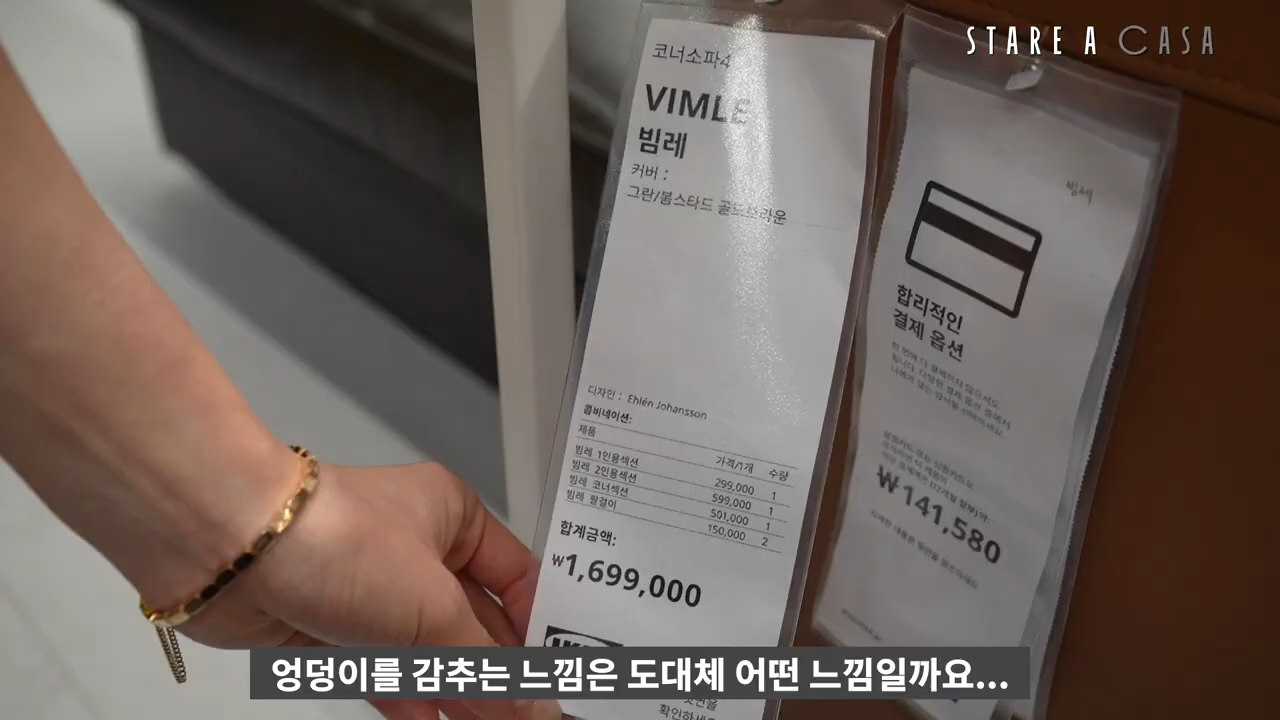 STARE A CASA
코너소파4
VIMLE
빔레
커버 :
그란/봄스타드 골든브라운
디자인 : Ehlén Johansson
콤비네이션:
제품 가격/1개 수량
빔레 1인용섹션 299,000 1
빔레 2인용섹션 599,000 1
빔레 코너섹션 501,000 1
빔레 팔걸이 150,000 2
합계금액:
₩1,699,000
빔레
합리적인
결제 옵션
₩141,580
엉덩이를 감추는 느낌은 도대체 어떤 느낌일까요...